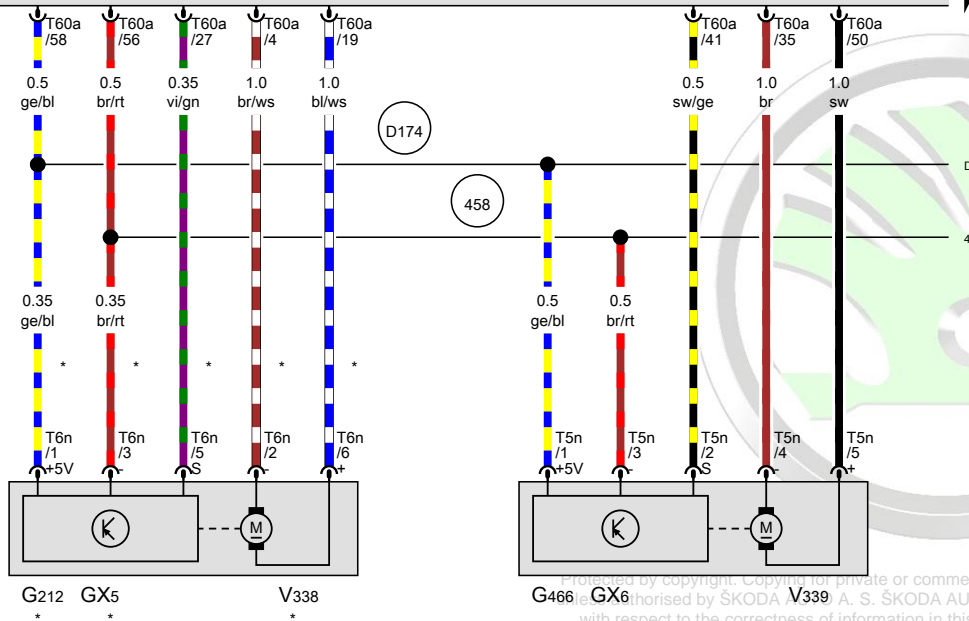 T60a T60a T60a T60a T60a T60a T60a T60a
/58 /56 /27 /4 /19 /41 /35 /50
0.5 0.5 0.35 1.0 1.0 0.5 1.0 1.0
ge/bl br/rt vi/gn br/ws bl/ws sw/ge br sw
D174
D
458
4
0.35 0.35 0.5 0.5
ge/bl br/rt ge/bl br/rt
* * * * *
T6n T6n T6n T6n T6n T5n T5n T5n T5n T5n
/1 /3 /5 /2 /6 /1 /3 /2 /4 /5
+5V - S - + +5V - S - +
M M
G212 GX5 V338 G466 GX6 V339
* * *
Protected by copyright. Copying for private or comme
unless authorised by ŠKODA AUTO A. S. ŠKODA AU
with respect to the correctness of information in this